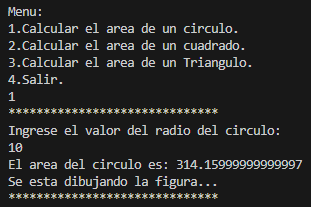 Menu:
1.Calcular el area de un circulo.
2.Calcular el area de un cuadrado.
3.Calcular el area de un Triangulo.
4.Salir.
1
******************************
Ingrese el valor del radio del circulo:
10
El area del circulo es: 314.15999999999997
Se esta dibujando la figura...
******************************